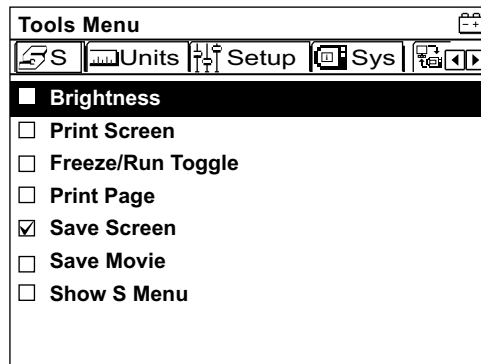 Tools Menu
S Units Setup Sys
Brightness
Print Screen
Freeze/Run Toggle
Print Page
Save Screen
Save Movie
Show S Menu